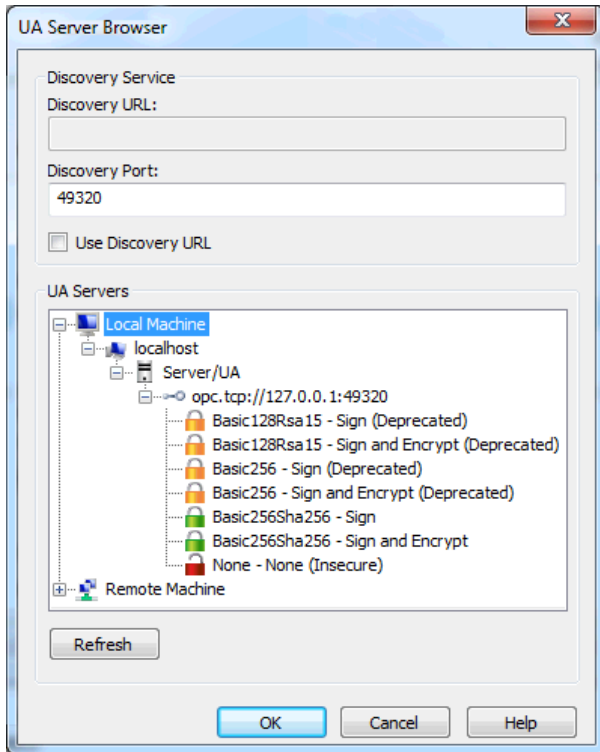 UA Server Browser
Discovery Service
Discovery URL:
Discovery Port:
49320
Use Discovery URL
UA Servers
Local Machine
localhost
Server/UA
opc.tcp://127.0.0.1:49320
Basic128Rsa15 - Sign (Deprecated)
Basic128Rsa15 - Sign and Encrypt (Deprecated)
Basic256 - Sign (Deprecated)
Basic256 - Sign and Encrypt (Deprecated)
Basic256Sha256 - Sign
Basic256Sha256 - Sign and Encrypt
None - None (Insecure)
Remote Machine
Refresh
OK Cancel Help